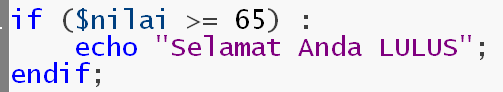 if ($nilai >= 65) :
    echo "Selamat Anda LULUS";
endif;